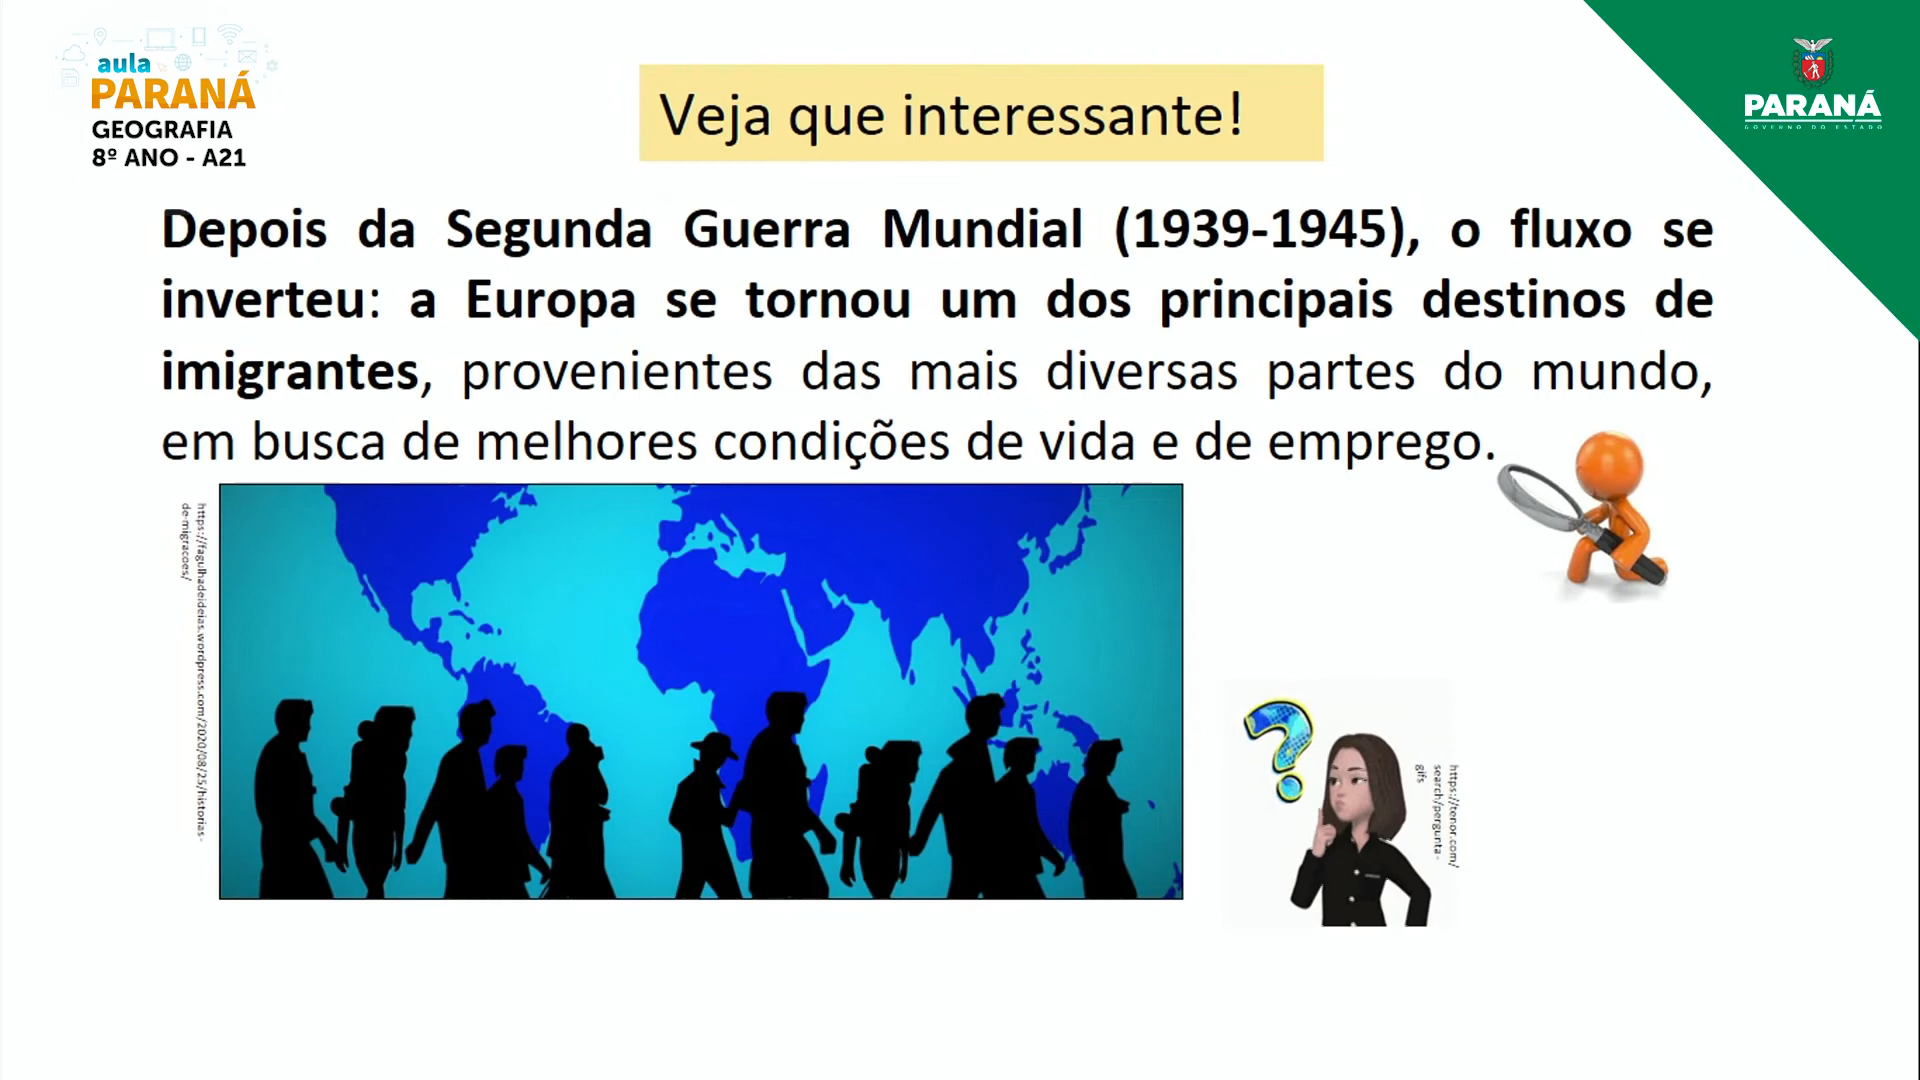 aula
PARANÁ
GEOGRAFIA
8º ANO - A21
Veja que interessante!
PARANÁ
GOVERNO DO ESTADO
Depois da Segunda Guerra Mundial (1939-1945), o fluxo se
inverteu: a Europa se tornou um dos principais destinos de
imigrantes, provenientes das mais diversas partes do mundo,
em busca de melhores condições de vida e de emprego.
https://fagulhadeideias.wordpress.com/2020/08/25/historias-
de-migracoes/
?
https://tenor.com/
search/pergunta-
gifs